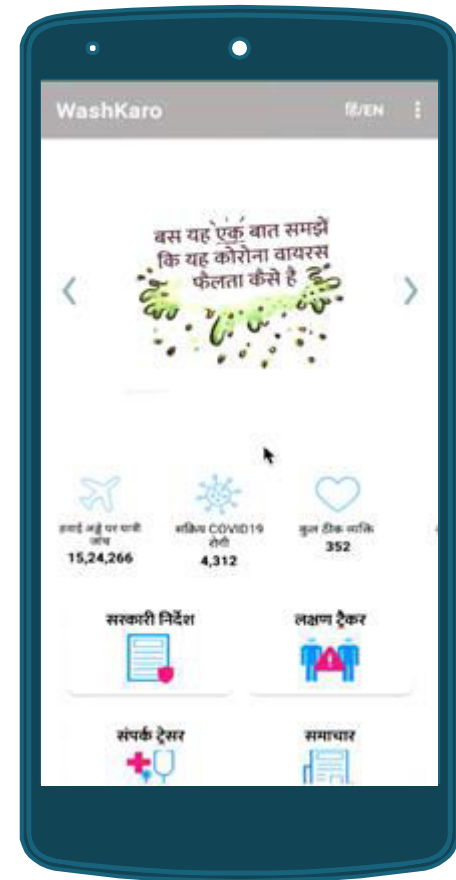 WashKaro
हिं/EN
बस यह एक बात समझें
कि यह कोरोना वायरस
फैलता कैसे है ?
हवाई अड्डे पर यात्री
जांच
15,24,266
सक्रिय COVID19
रोगी
4,312
कुल ठीक व्यक्ति
352
सरकारी निर्देश
लक्षण ट्रैकर
संपर्क ट्रेसर
समाचार